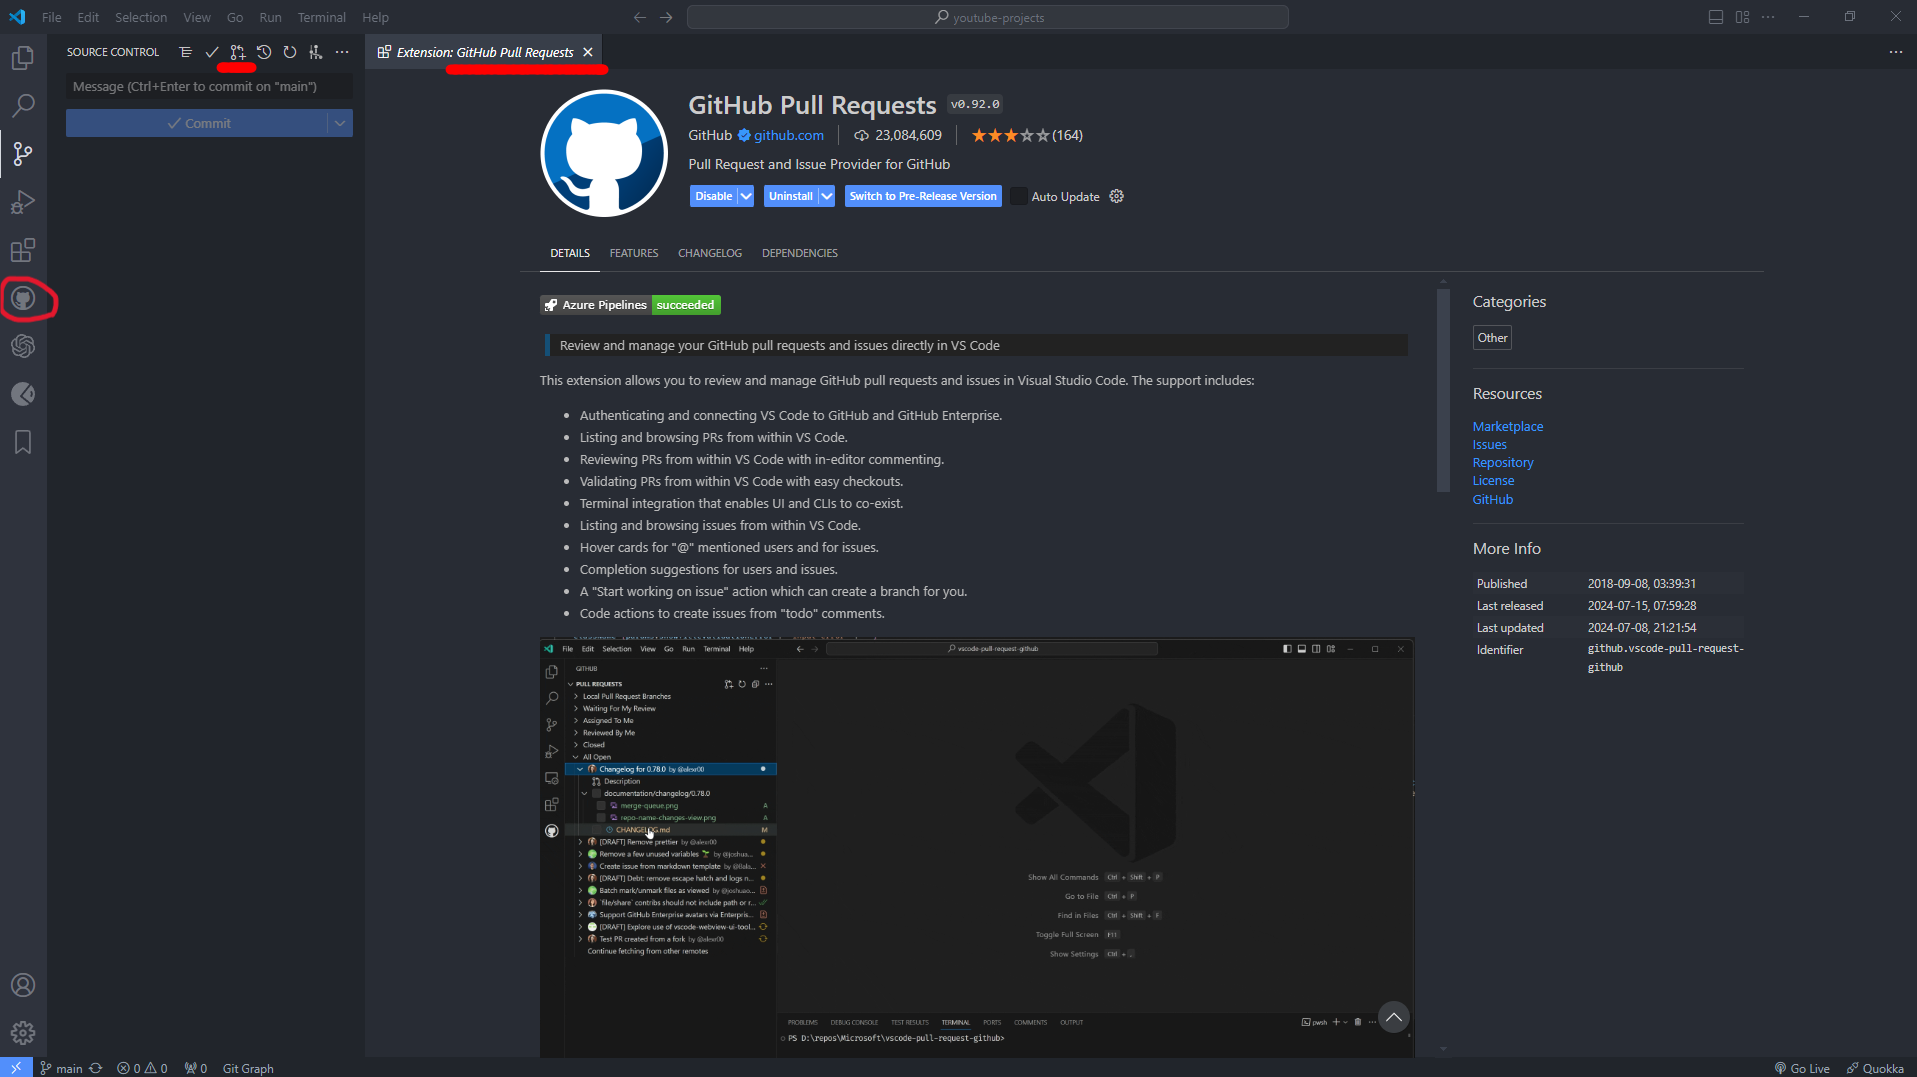 File Edit Selection View Go Run Terminal Help
youtube-projects
SOURCE CONTROL
Extension: GitHub Pull Requests
Message (Ctrl+Enter to commit on "main")
Commit
GitHub Pull Requests v0.92.0
GitHub github.com 23,084,609 (164)
Pull Request and Issue Provider for GitHub
Disable Uninstall Switch to Pre-Release Version Auto Update
DETAILS FEATURES CHANGELOG DEPENDENCIES
Azure Pipelines succeeded
Review and manage your GitHub pull requests and issues directly in VS Code
This extension allows you to review and manage GitHub pull requests and issues in Visual Studio Code. The support includes:
Authenticating and connecting VS Code to GitHub and GitHub Enterprise.
Listing and browsing PRs from within VS Code.
Reviewing PRs from within VS Code with in-editor commenting.
Validating PRs from within VS Code with easy checkouts.
Terminal integration that enables UI and CLIs to co-exist.
Listing and browsing issues from within VS Code.
Hover cards for "@" mentioned users and for issues.
Completion suggestions for users and issues.
A "Start working on issue" action which can create a branch for you.
Code actions to create issues from "todo" comments.
File Edit Selection View Go Run Terminal Help
vscode-pull-request-github
GITHUB
PULL REQUESTS
Local Pull Request Branches
Waiting For My Review
Assigned To Me
Reviewed By Me
Closed
All Open
Changelog for 0.78.0 by @alexr00
Description
documentation/changelog/0.78.0
merge-queue.png A
repo-name-changes-view.png A
CHANGELOG.md M
[DRAFT] Remove prettier by @alexr00
Remove a few unused variables by @joshua...
Create issue from markdown template by @Bala...
[DRAFT] Debt: remove escape hatch and logs n...
Batch mark/unmark files as viewed by @joshuao...
'file/share' contribs should not include path or r...
Support GitHub Enterprise avatars via Enterpris...
[DRAFT] Explore use of vscode-webview-ui-tool...
Test PR created from a fork by @alexr00
Continue fetching from other remotes
Show All Commands Ctrl + Shift + P
Go to File Ctrl + P
Find in Files Ctrl + Shift + F
Toggle Full Screen F11
Show Settings Ctrl + ,
PROBLEMS DEBUG CONSOLE TEST RESULTS TERMINAL PORTS COMMENTS OUTPUT
pwsh
PS D:\repos\Microsoft\vscode-pull-request-github>
Categories
Other
Resources
Marketplace
Issues
Repository
License
GitHub
More Info
Published 2018-09-08, 03:39:31
Last released 2024-07-15, 07:59:28
Last updated 2024-07-08, 21:21:54
Identifier github.vscode-pull-request-
github
main 0 0 0 Git Graph
Go Live Quokka